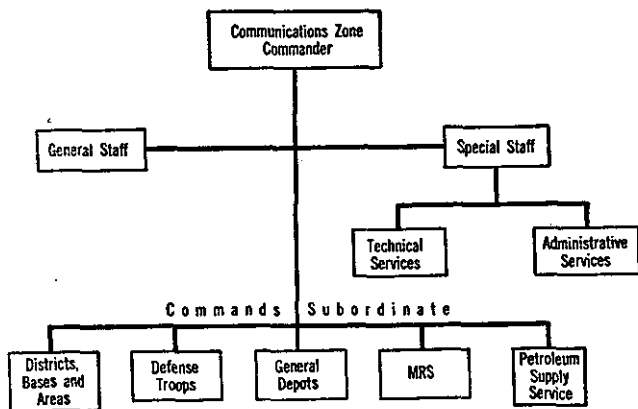 Communications Zone
Commander
General Staff
Special Staff
Technical
Services
Administrative
Services
Commands Subordinate
Districts,
Bases and
Areas
Defense
Troops
General
Depots
MRS
Petroleum
Supply
Service